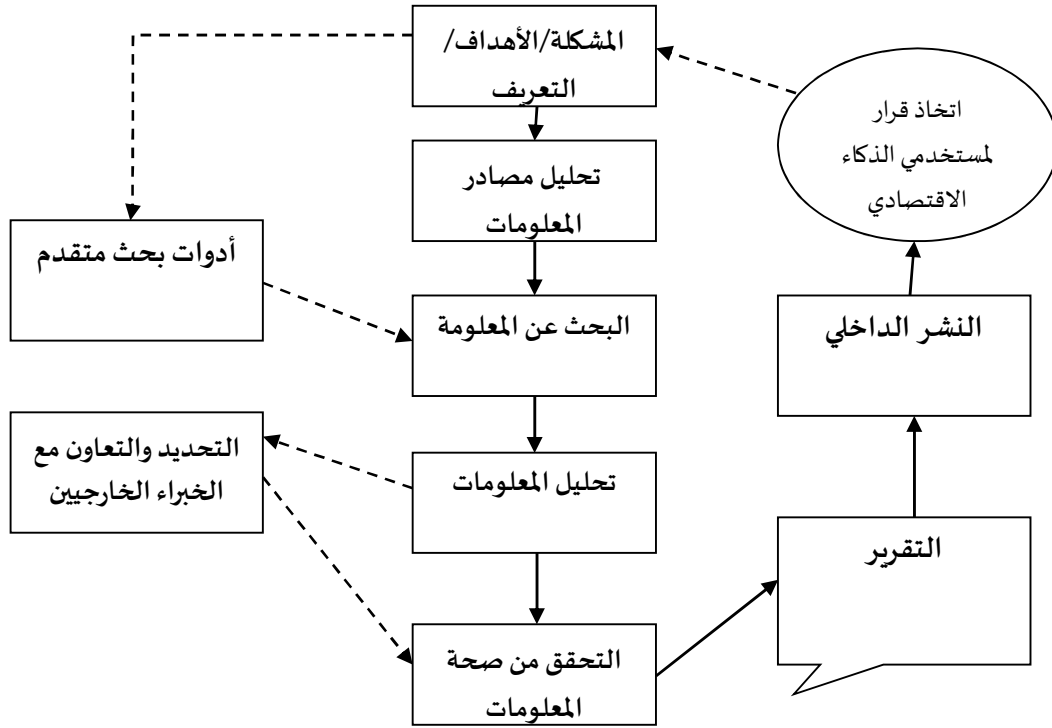 المشكلة/الأهداف/
التعريف
تحليل مصادر
المعلومات
البحث عن المعلومة
تحليل المعلومات
التحقق من صحة
المعلومات
أدوات بحث متقدم
التحديد والتعاون مع
الخبراء الخارجيين
التقرير
النشر الداخلي
اتخاذ قرار
لمستخدمي الذكاء
الاقتصادي